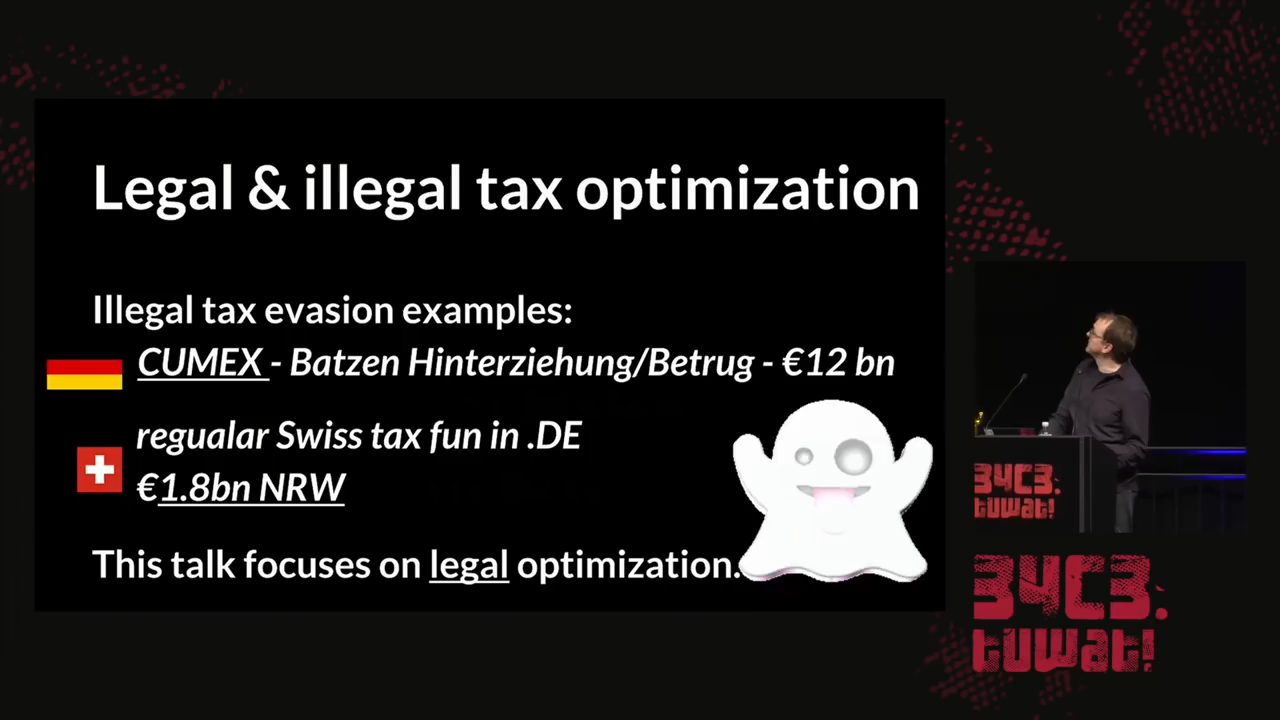 Legal & illegal tax optimization
Illegal tax evasion examples:
CUMEX - Batzen Hinterziehung/Betrug - €12 bn
regualar Swiss tax fun in .DE
€1.8bn NRW
This talk focuses on legal optimization.
34C3.
tuwat!
34C3.
tuwat!